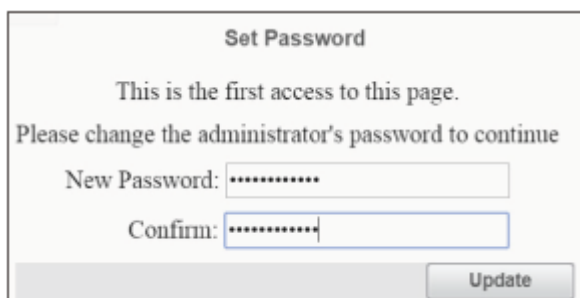 Set Password
This is the first access to this page.
Please change the administrator's password to continue
New Password: ••••••••••••
Confirm: ••••••••••••
Update